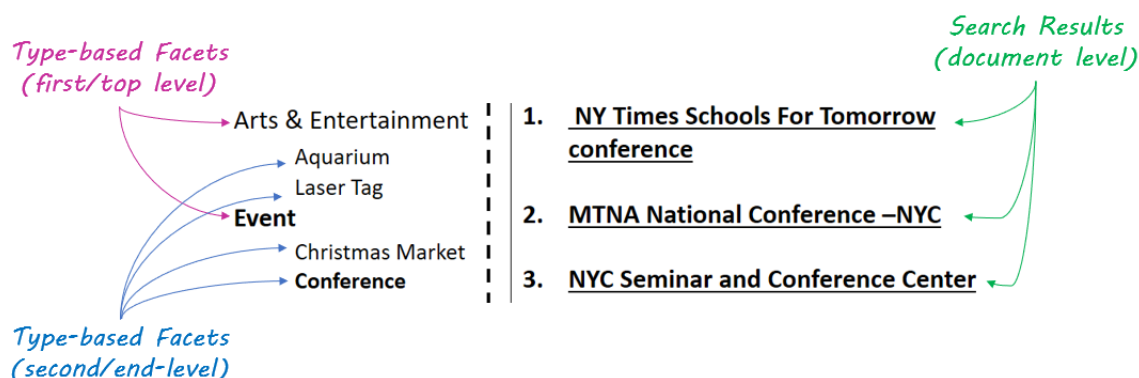 Type-based Facets
(first/top level)
Arts & Entertainment
Aquarium
Laser Tag
Event
Christmas Market
Conference
Type-based Facets
(second/end-level)
Search Results
(document level)
1. NY Times Schools For Tomorrow
conference
2. MTNA National Conference –NYC
3. NYC Seminar and Conference Center